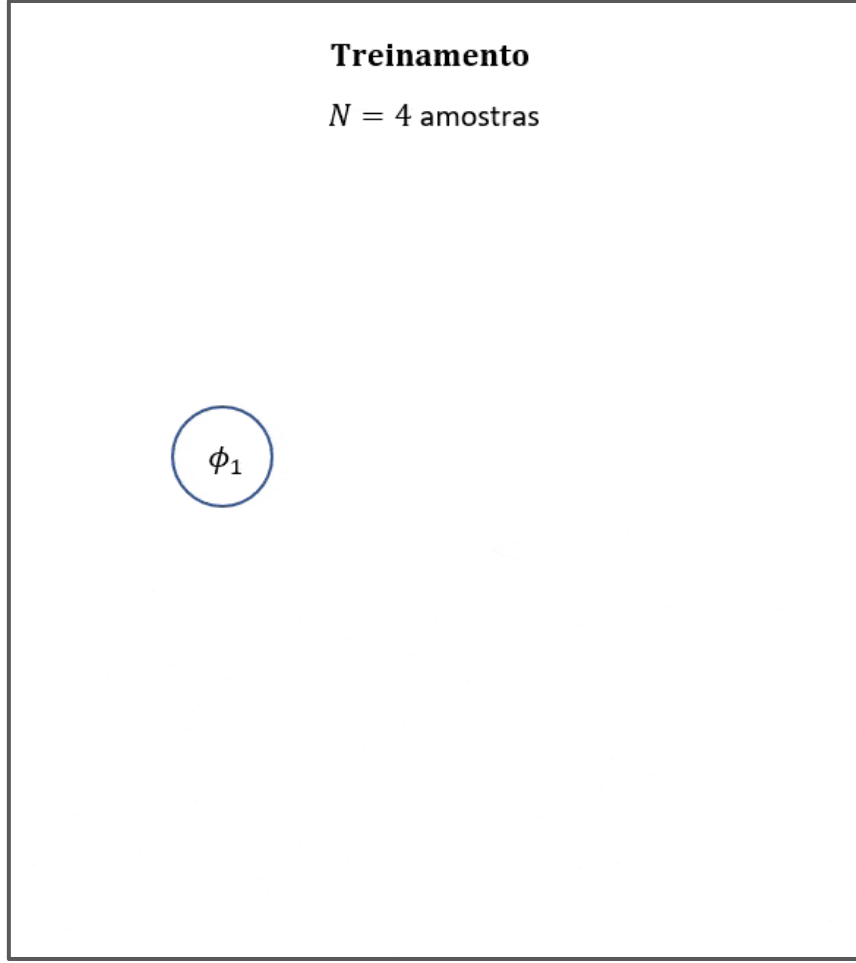 Treinamento
N = 4 amostras
ϕ₁